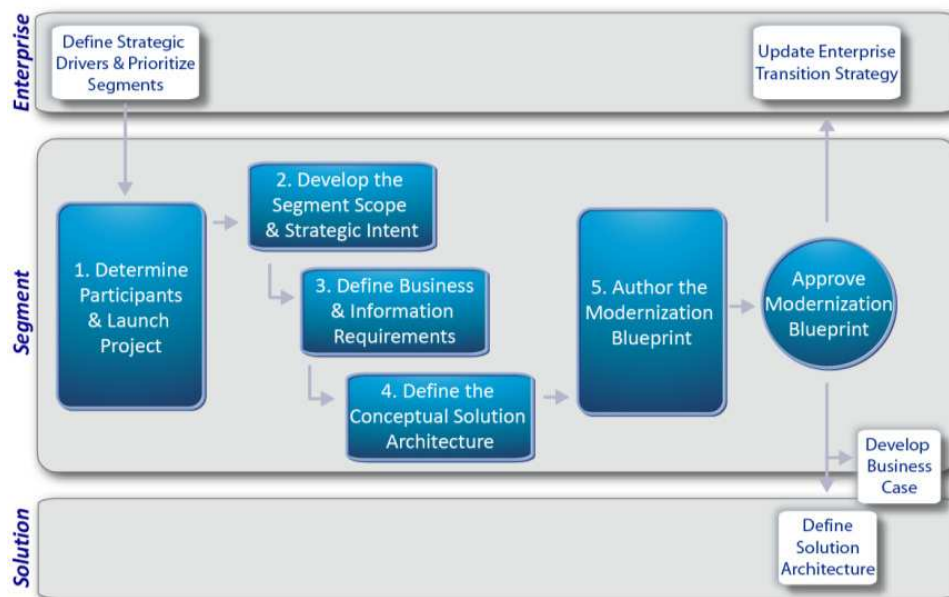 Enterprise
Define Strategic
Drivers & Prioritize
Segments
Update Enterprise
Transition Strategy
Segment
1. Determine
Participants
& Launch
Project
2. Develop the
Segment Scope
& Strategic Intent
3. Define Business
& Information
Requirements
4. Define the
Conceptual Solution
Architecture
5. Author the
Modernization
Blueprint
Approve
Modernization
Blueprint
Develop
Business
Case
Solution
Define
Solution
Architecture